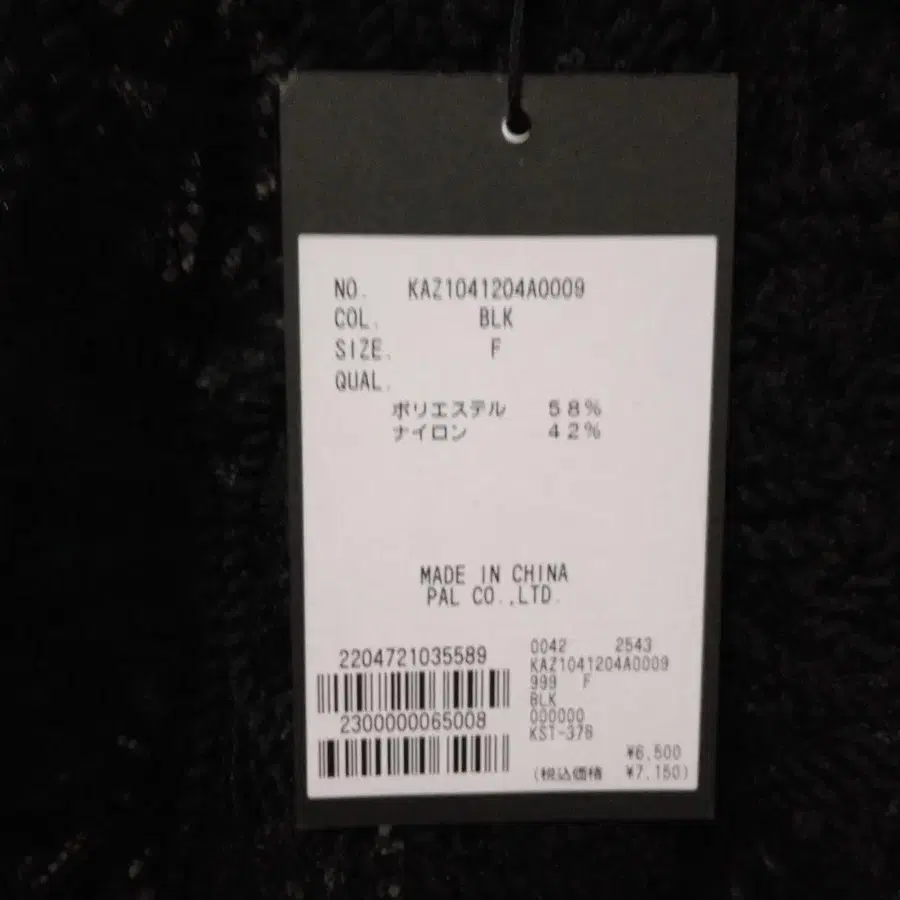 NO. KAZ1041204A0009
COL. BLK
SIZE. F
QUAL.
ポリエステル 58%
ナイロン 42%
MADE IN CHINA
PAL CO.,LTD.
2204721035589
2300000065008
0042 2543
KAZ1041204A0009
999 F
BLK
000000
KST-378
¥6,500
(税込価格 ¥7,150)